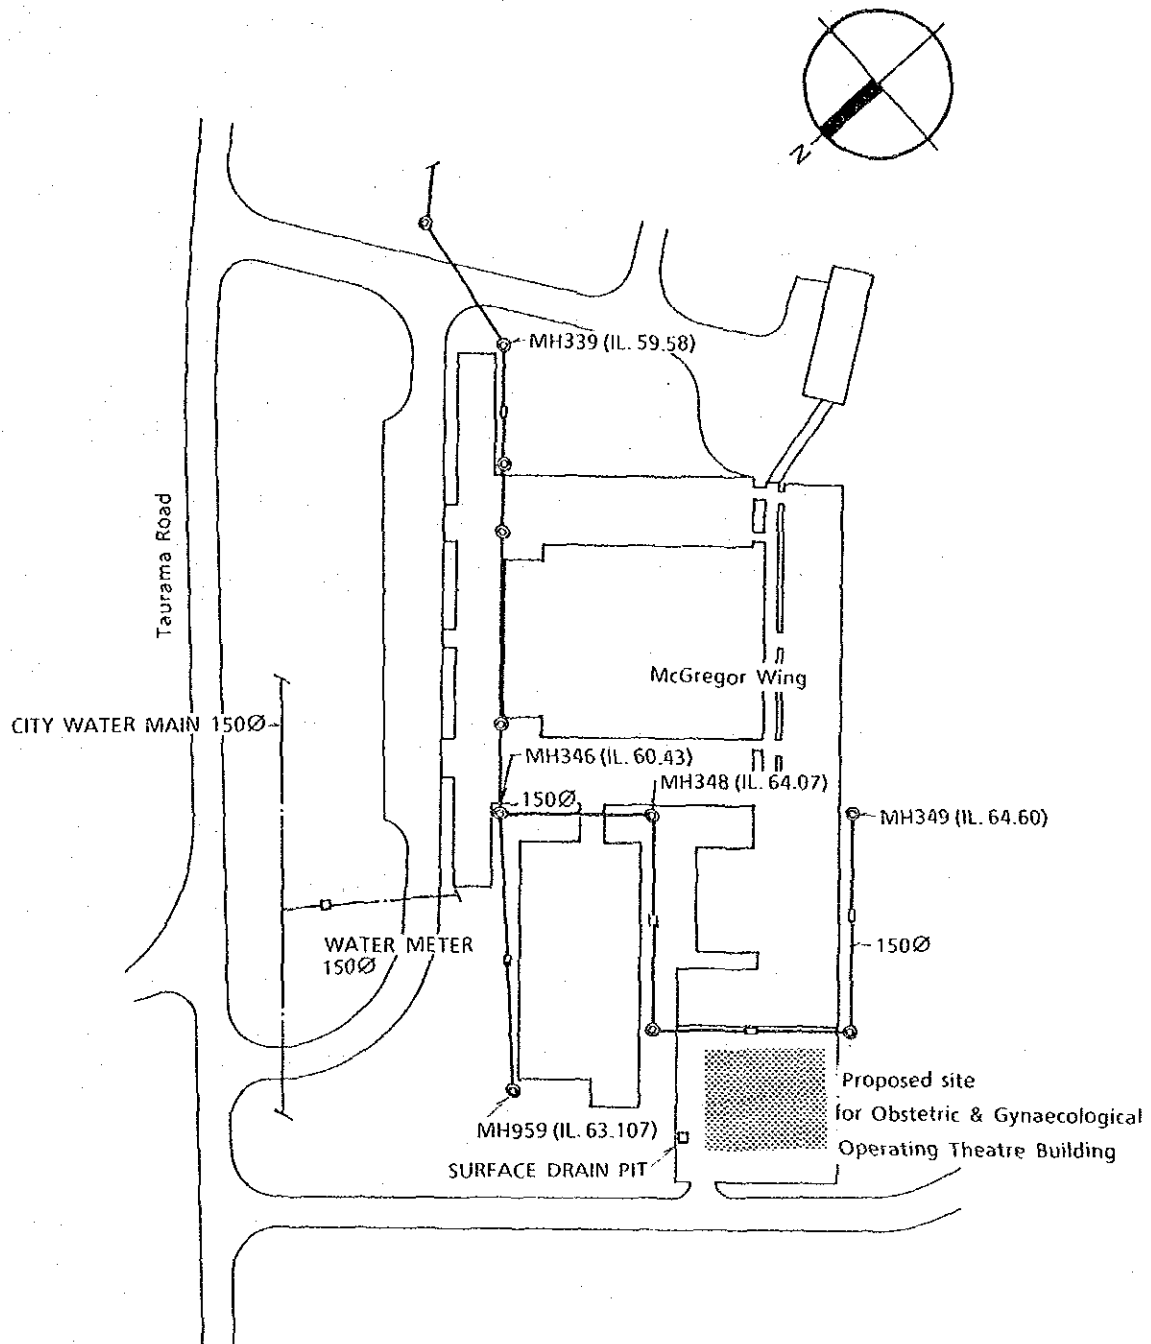 N
MH339 (IL. 59.58)
Taurama Road
McGregor Wing
CITY WATER MAIN 150Ø
MH346 (IL. 60.43)
MH348 (IL. 64.07)
150Ø
MH349 (IL. 64.60)
WATER METER
150Ø
150Ø
Proposed site
for Obstetric & Gynaecological
Operating Theatre Building
MH959 (IL. 63.107)
SURFACE DRAIN PIT